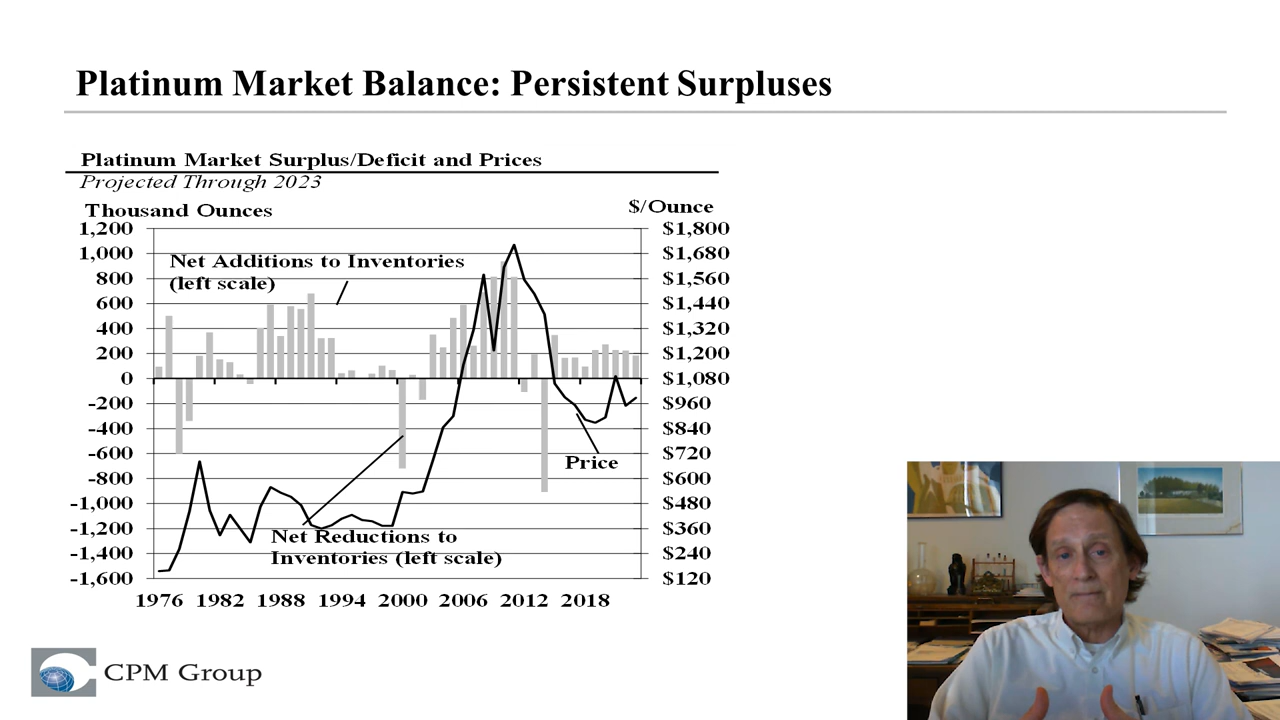 Platinum Market Balance: Persistent Surpluses
Platinum Market Surplus/Deficit and Prices
Projected Through 2023
Thousand Ounces
$/Ounce
1,200
$1,800
1,000
$1,680
Net Additions to Inventories
(left scale)
800
$1,560
600
$1,440
400
$1,320
200
$1,200
0
$1,080
-200
$960
-400
$840
-600
$720
Price
-800
$600
-1,000
$480
-1,200
$360
Net Reductions to
Inventories (left scale)
-1,400
$240
-1,600
$120
1976 1982 1988 1994 2000 2006 2012 2018
CPM Group